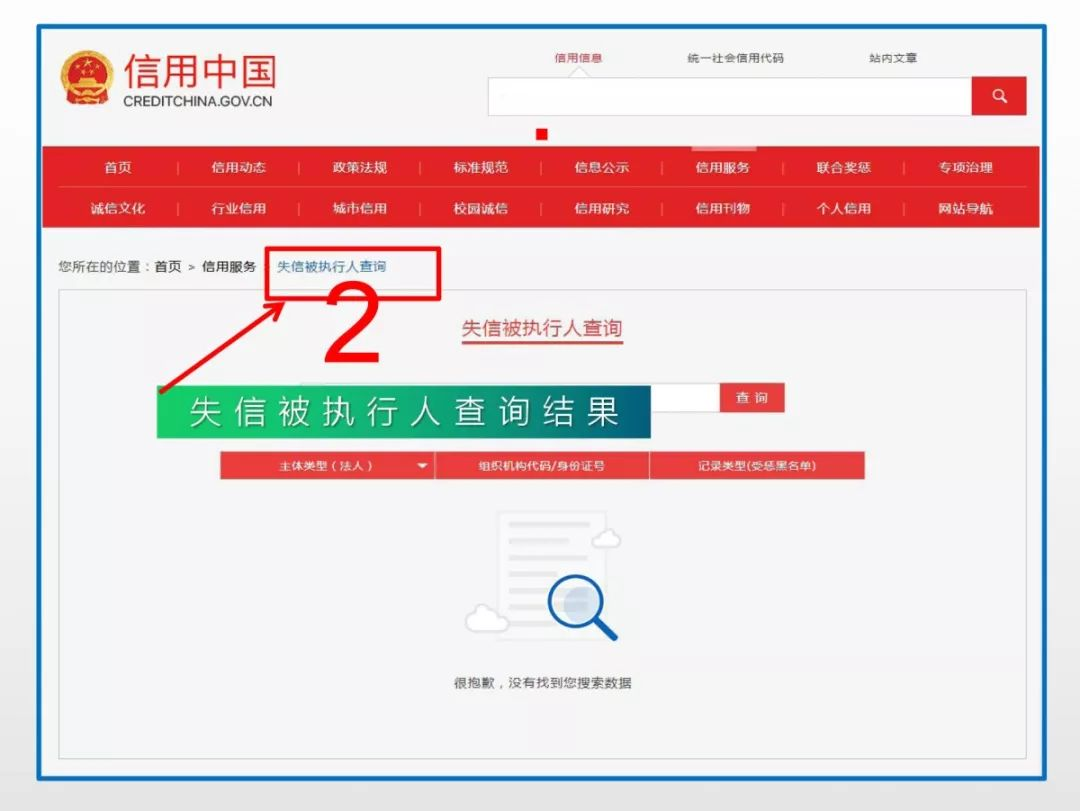 信用中国
CREDITCHINA.GOV.CN
信用信息 统一社会信用代码 站内文章
首页 | 信用动态 | 政策法规 | 标准规范 | 信息公示 | 信用服务 | 联合奖惩 | 专项治理
诚信文化 | 行业信用 | 城市信用 | 校园诚信 | 信用研究 | 信用刊物 | 个人信用 | 网站导航
您所在的位置：首页 > 信用服务 失信被执行人查询
2
失信被执行人查询
失信被执行人查询结果 查询
主体类型（法人） 组织机构代码/身份证号 记录类型(受惩黑名单)
很抱歉，没有找到您搜索数据